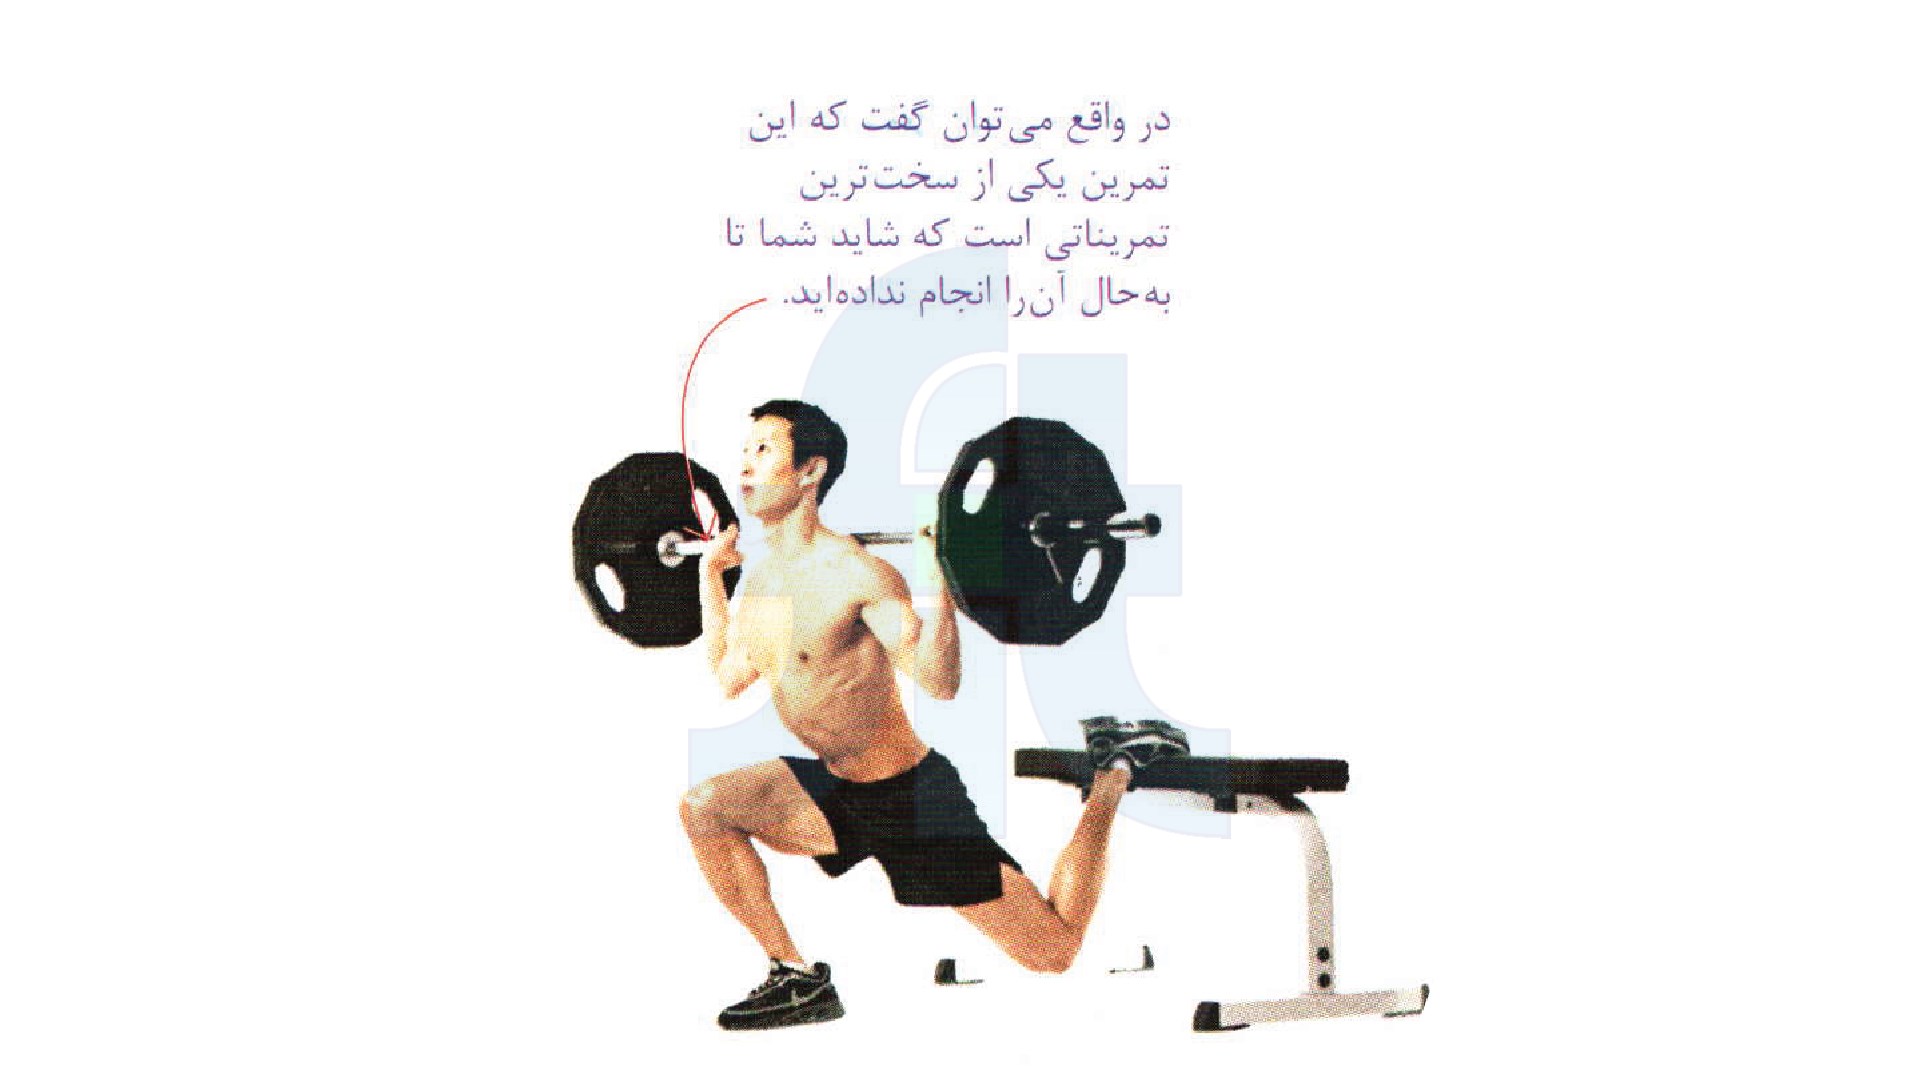 در واقع می‌توان گفت که این
تمرین یکی از سخت‌ترین
تمریناتی است که شاید شما تا
به‌حال آن‌را انجام نداده‌اید.
fit